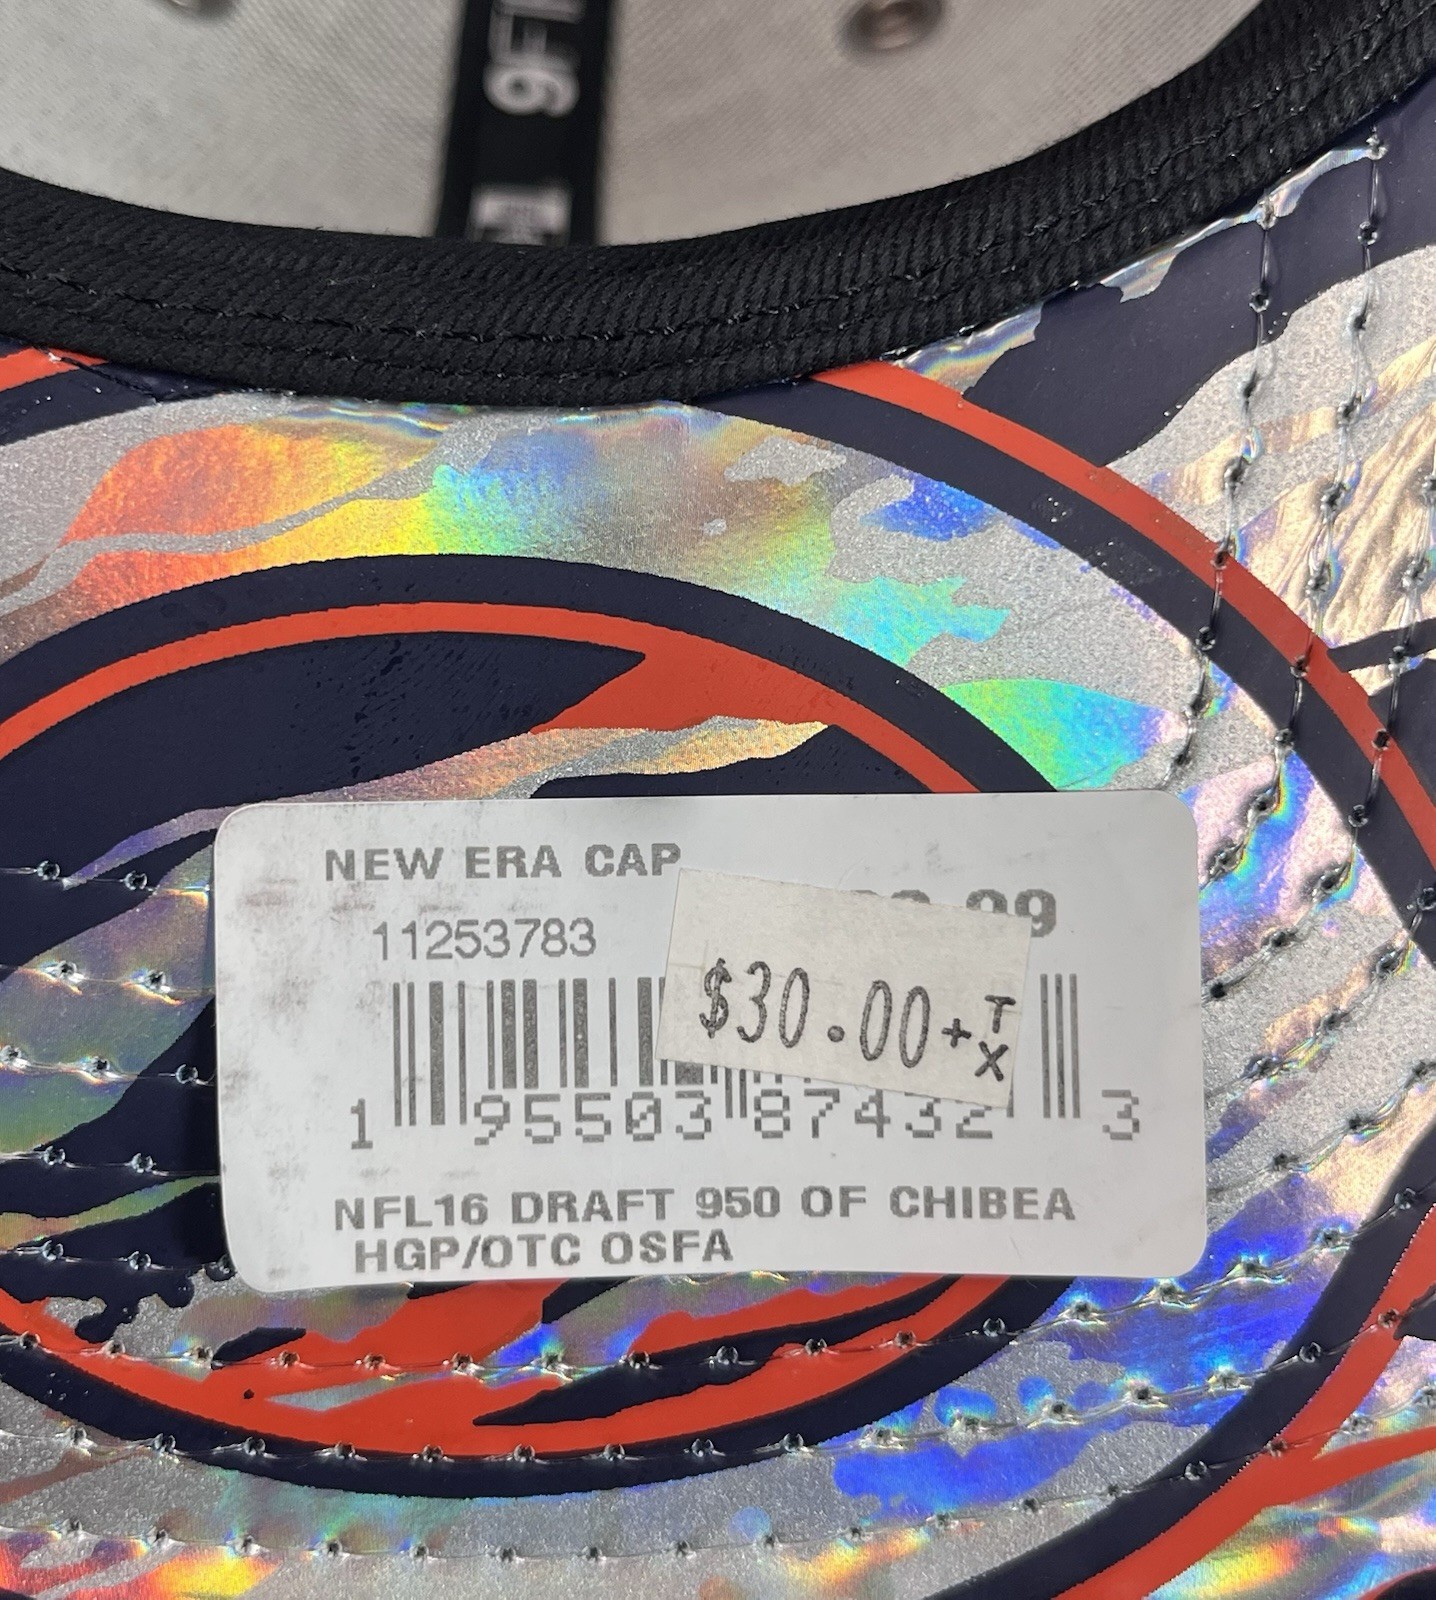 NEW ERA CAP
11253783
$30.00+TX
1 95503 87432 3
NFL16 DRAFT 950 OF CHIBEA
HGP/OTC OSFA